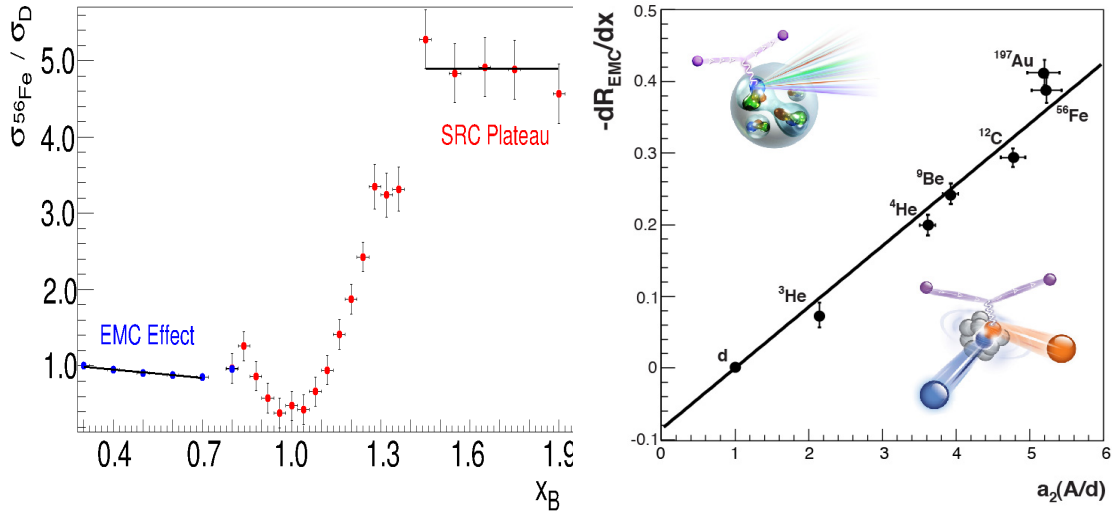 σ56Fe / σD
5.0
4.0
3.0
2.0
1.0
SRC Plateau
EMC Effect
0.4 0.7 1.0 1.3 1.6 1.9
xB
-dREMC/dx
0.5
0.4
0.3
0.2
0.1
0
-0.1
197Au
56Fe
12C
9Be
4He
3He
d
0 1 2 3 4 5 6
a2(A/d)